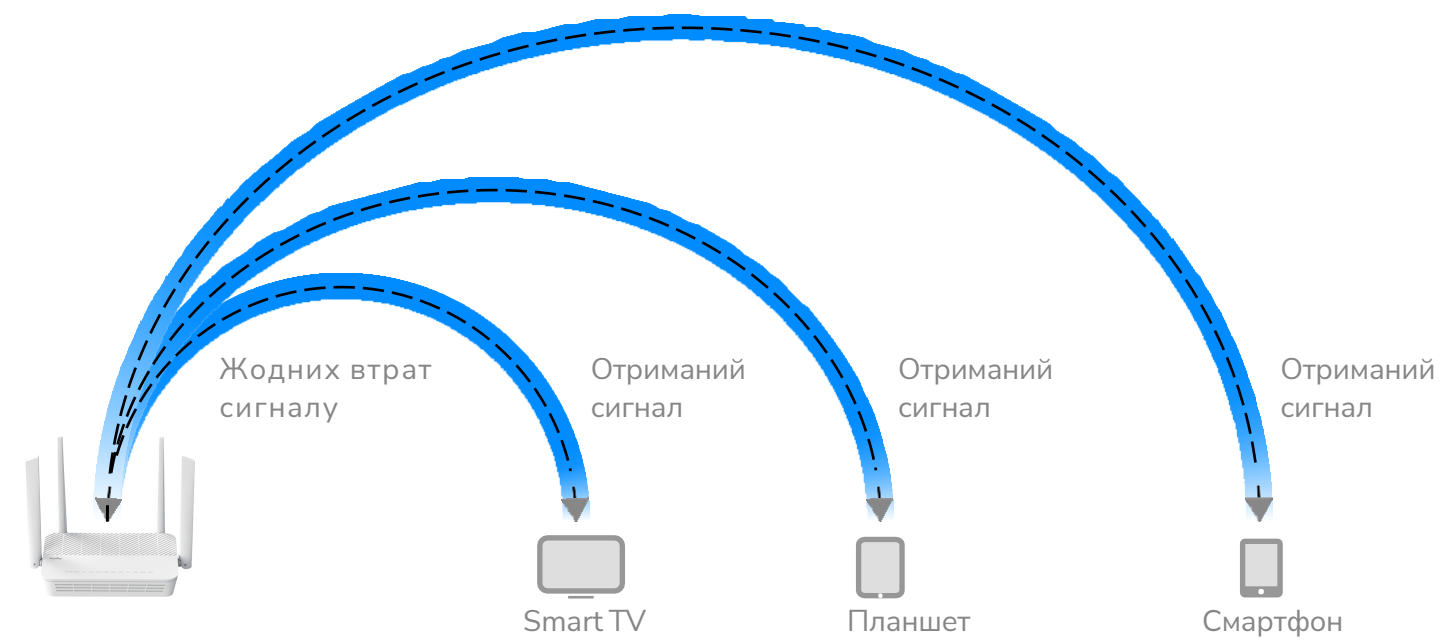 Жодних втрат
сигналу
Отриманий
сигнал
Отриманий
сигнал
Отриманий
сигнал
Smart TV
Планшет
Смартфон